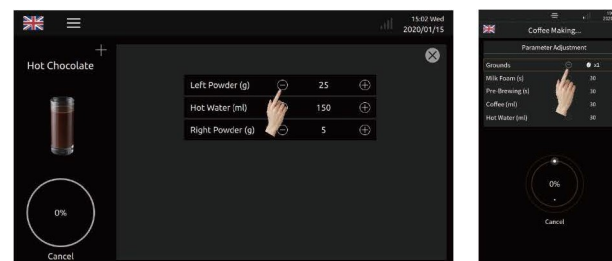 15:02 Wed
2020/01/15
Hot Chocolate
0%
Cancel
Left Powder (g) 25
Hot Water (ml) 150
Right Powder (g) 5
Coffee Making...
Parameter Adjustment
Grounds x1
Milk Foam (s) 30
Pre-Brewing (s) 30
Coffee (ml) 30
Hot Water (ml) 30
0%
Cancel